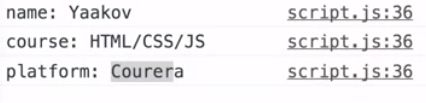 name: Yaakov script.js:36
course: HTML/CSS/JS script.js:36
platform: Courera script.js:36